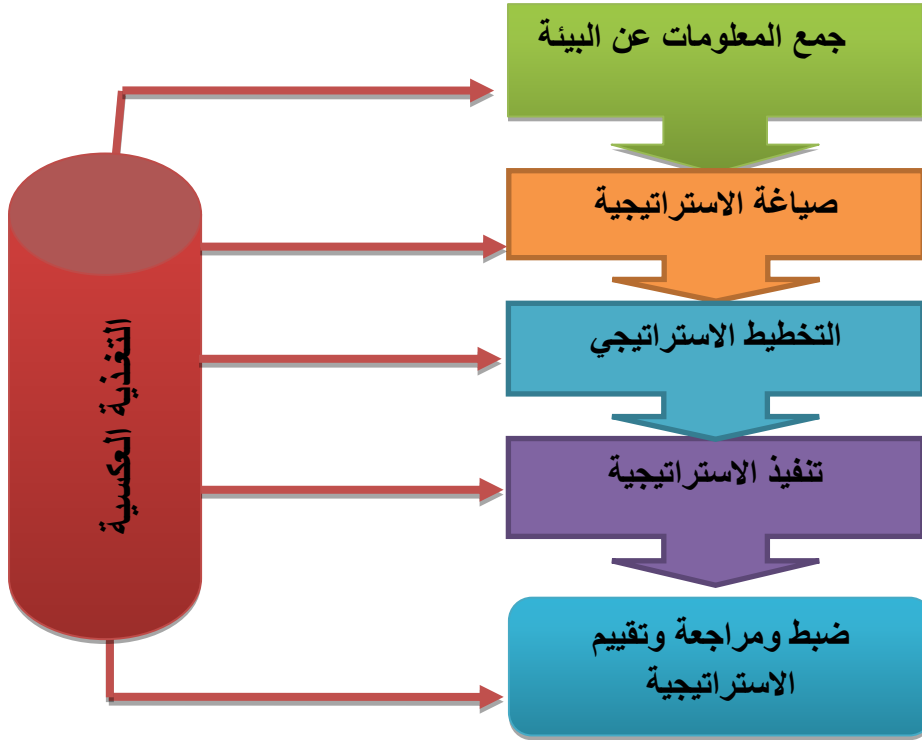 جمع المعلومات عن البيئة
صياغة الاستراتيجية
التخطيط الاستراتيجي
تنفيذ الاستراتيجية
ضبط ومراجعة وتقييم
الاستراتيجية
التغذية العكسية